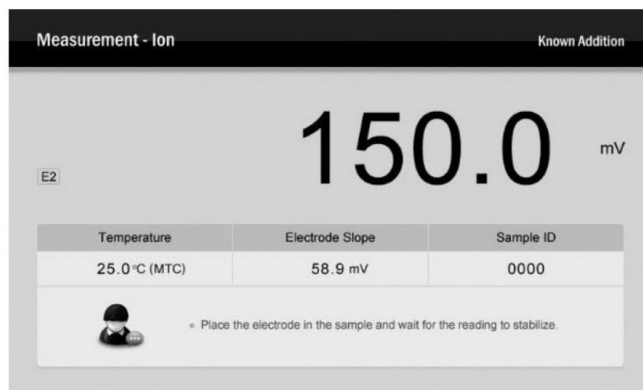 Measurement - Ion
Known Addition
150.0 mV
E2
Temperature Electrode Slope Sample ID
25.0 °C (MTC) 58.9 mV 0000
• Place the electrode in the sample and wait for the reading to stabilize.